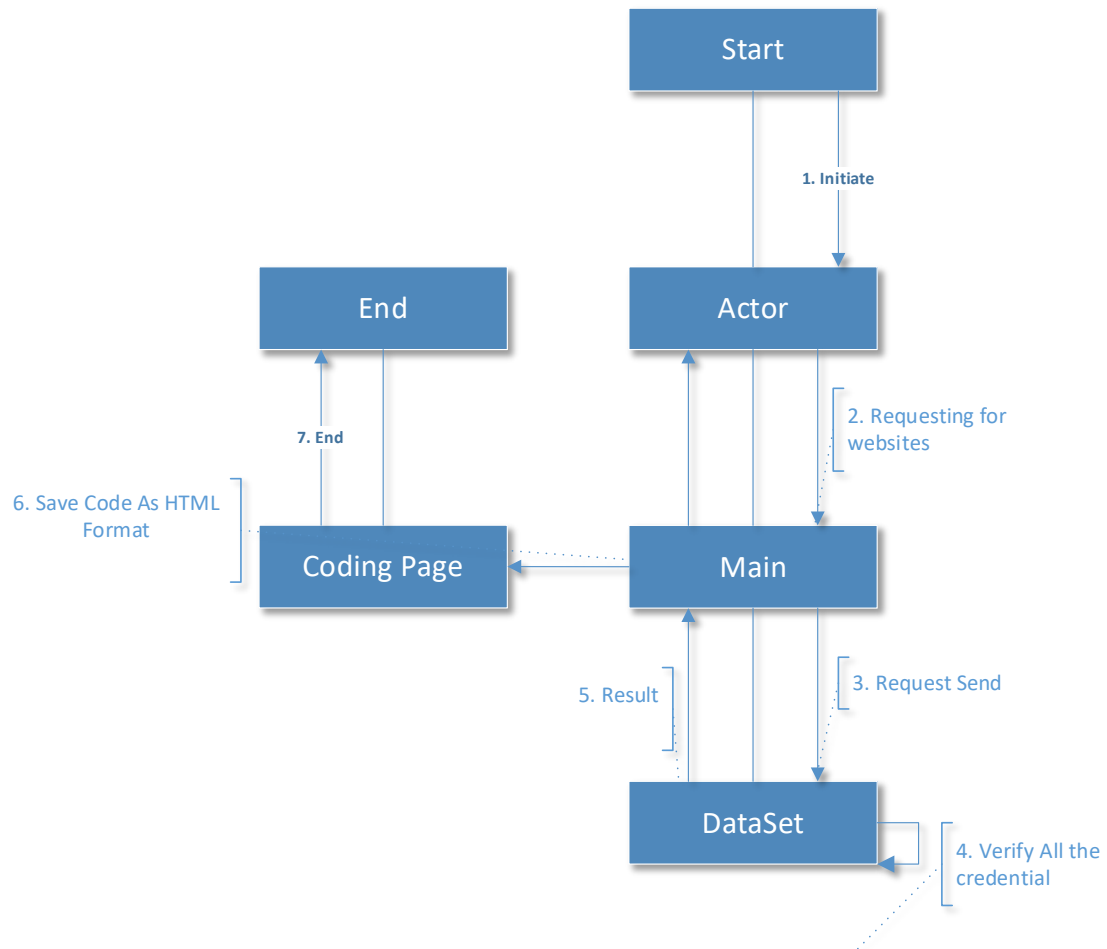 Start
1. Initiate
End
Actor
2. Requesting for
websites
7. End
6. Save Code As HTML
Format
Coding Page
Main
5. Result
3. Request Send
DataSet
4. Verify All the
credential